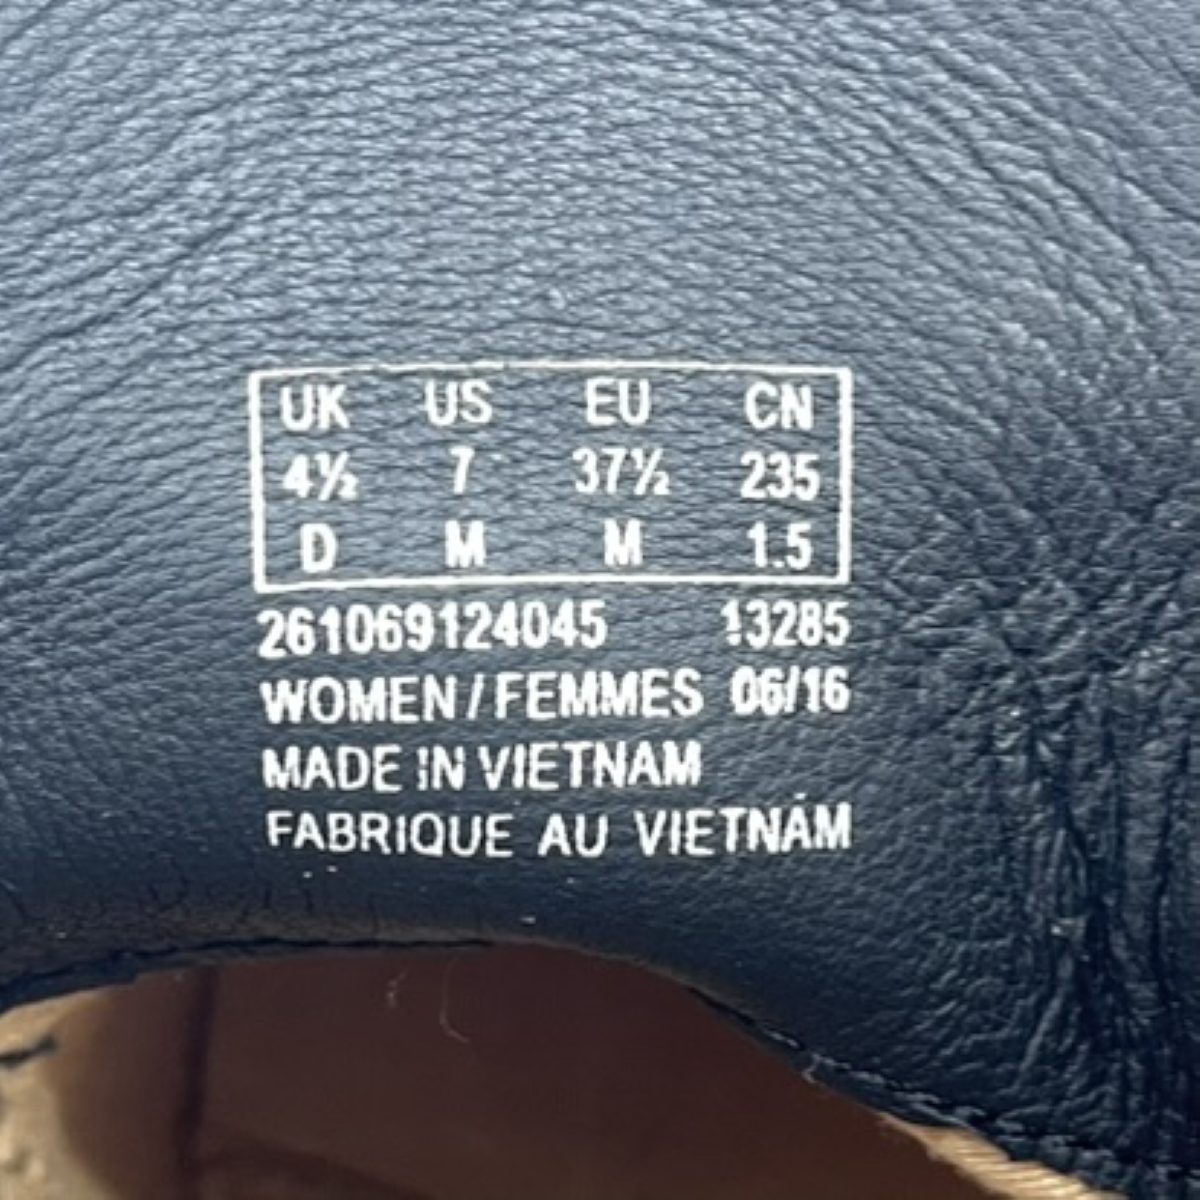 UK US EU CN
4½ 7 37½ 235
D M M 1.5
261069124045 13285
WOMEN / FEMMES 06/16
MADE IN VIETNAM
FABRIQUE AU VIETNAM